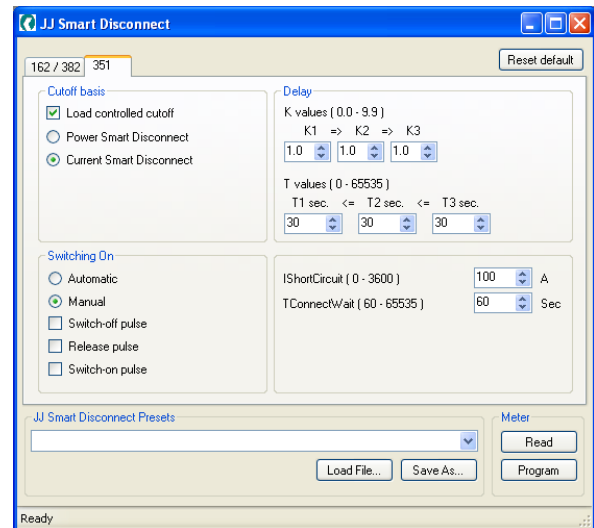 JJ Smart Disconnect
Reset default
162 / 382 351
Cutoff basis
Load controlled cutoff
Power Smart Disconnect
Current Smart Disconnect
Delay
K values ( 0.0 - 9.9 )
K1 => K2 => K3
1.0 1.0 1.0
T values ( 0 - 65535 )
T1 sec. <= T2 sec. <= T3 sec.
30 30 30
Switching On
Automatic
Manual
Switch-off pulse
Release pulse
Switch-on pulse
IShortCircuit ( 0 - 3600 ) 100 A
TConnectWait ( 60 - 65535 ) 60 Sec
JJ Smart Disconnect Presets
Load File... Save As...
Meter
Read
Program
Ready